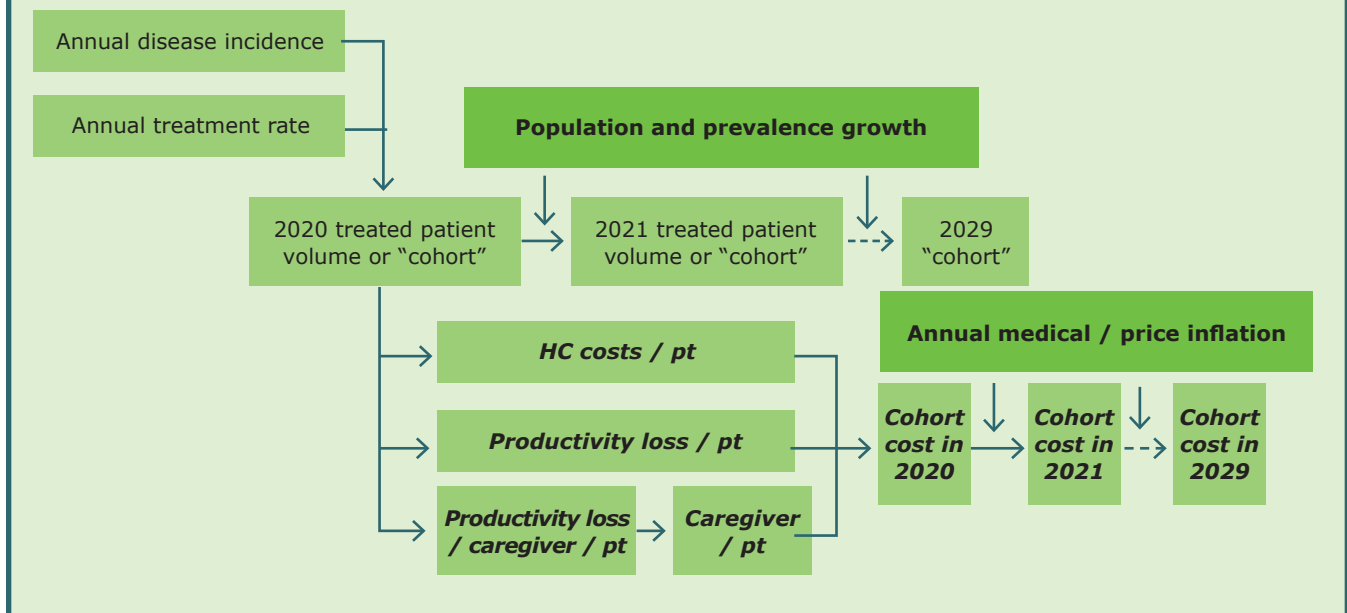 Annual disease incidence
Annual treatment rate
Population and prevalence growth
2020 treated patient
volume or “cohort”
2021 treated patient
volume or “cohort”
2029
“cohort”
Annual medical / price inflation
HC costs / pt
Productivity loss / pt
Productivity loss
/ caregiver / pt
Caregiver
/ pt
Cohort
cost in
2020
Cohort
cost in
2021
Cohort
cost in
2029